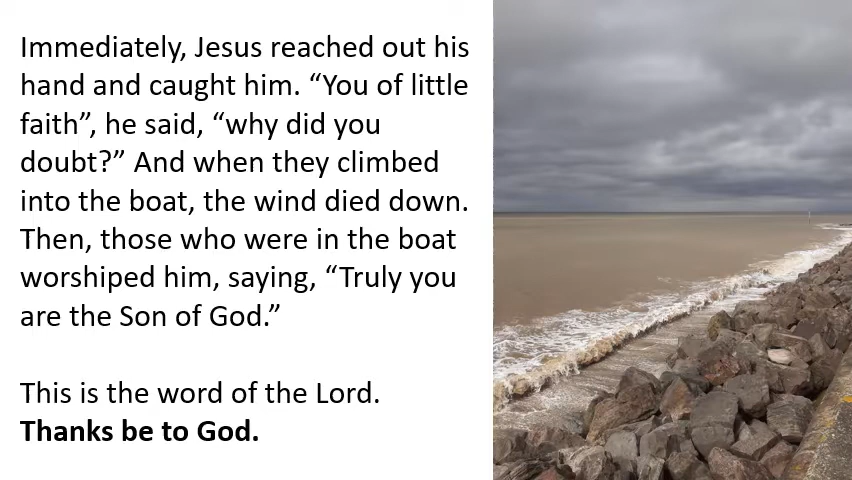 Immediately, Jesus reached out his
hand and caught him. “You of little
faith”, he said, “why did you
doubt?” And when they climbed
into the boat, the wind died down.
Then, those who were in the boat
worshiped him, saying, “Truly you
are the Son of God.”
This is the word of the Lord.
Thanks be to God.